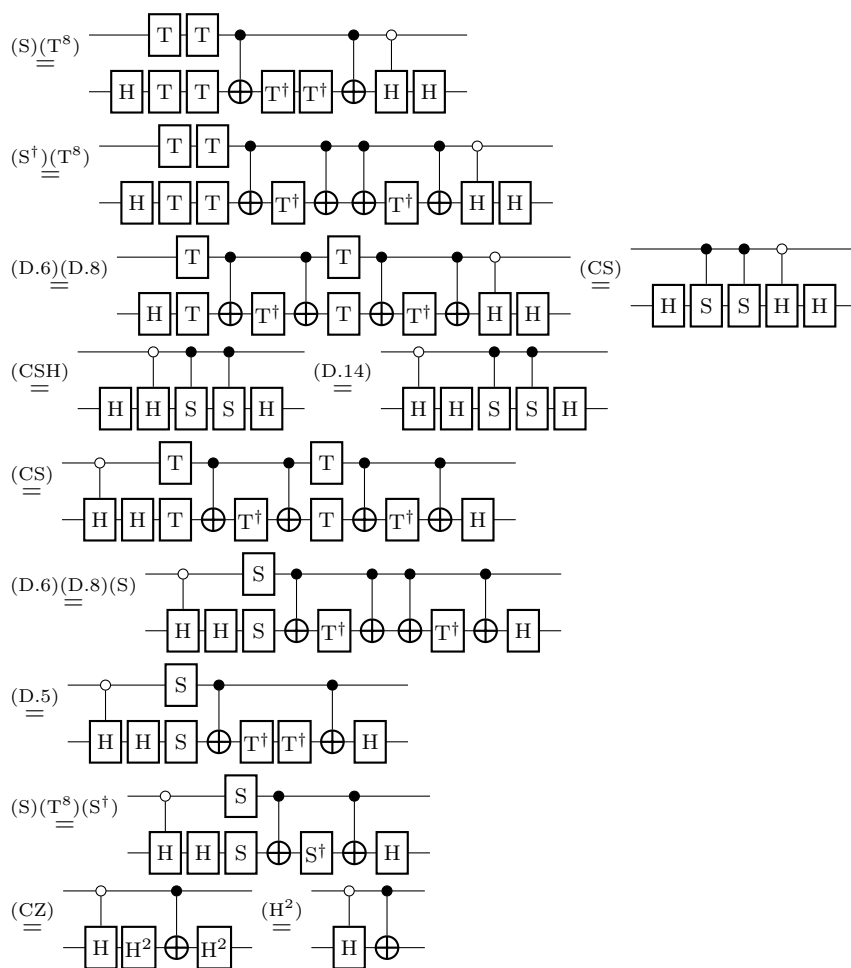 (S)(T⁸) = T T
H T T T† T† H H
(S†)(T⁸) = T T
H T T T† T† H H
(D.6)(D.8) = T T (CS) =
H T T† T T† H H H S S H H
(CSH) = (D.14) =
H H S S H H H S S H
(CS) = T T
H H T T† T T† H
(D.6)(D.8)(S) = S
H H S T† T† H
(D.5) = S
H H S T† T† H
(S)(T⁸)(S†) = S
H H S S† H
(CZ) = (H²) =
H H² H² H